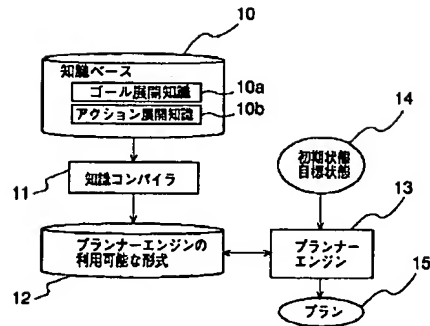 10
知識ベース
ゴール展開知識
10a
アクション展開知識
10b
14
初期状態
目標状態
11
知識コンパイラ
13
プランナーエンジンの
利用可能な形式
12
プランナー
エンジン
15
プラン